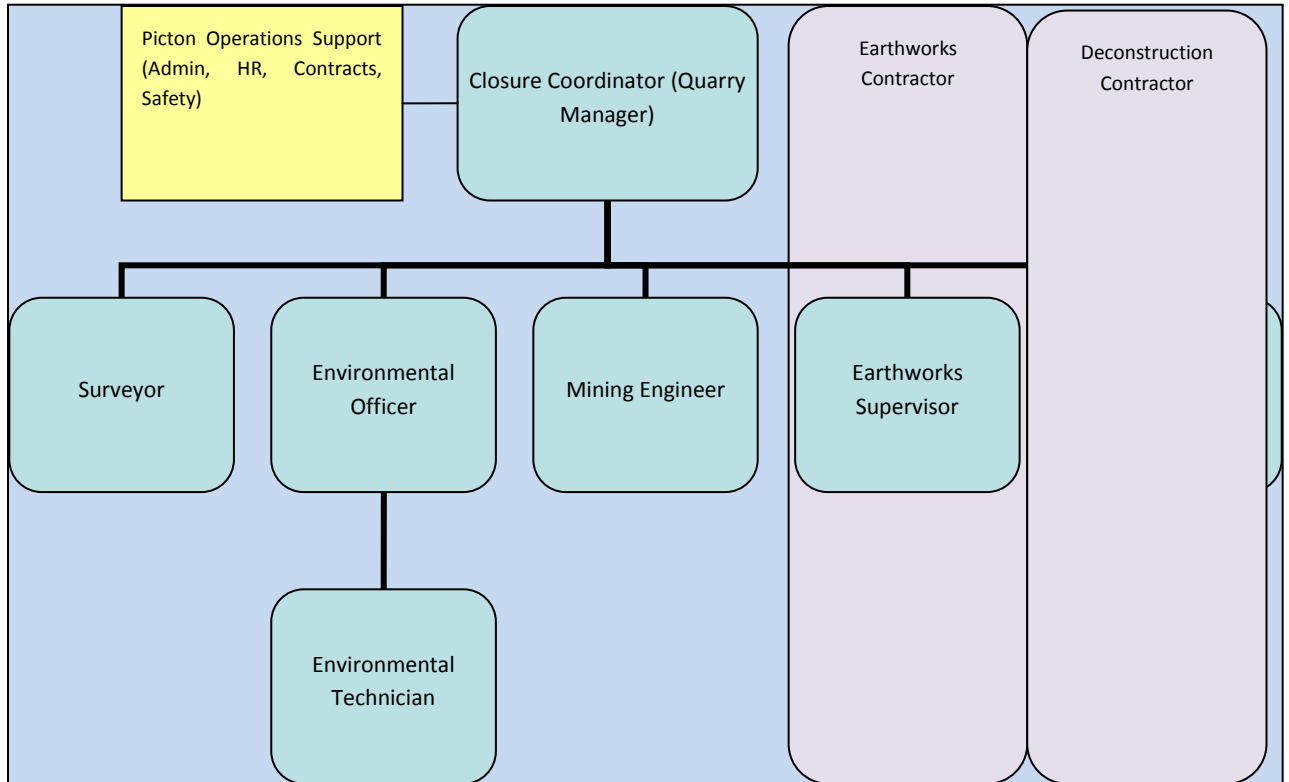 Picton Operations Support
(Admin, HR, Contracts,
Safety)
Closure Coordinator (Quarry
Manager)
Earthworks
Contractor
Deconstruction
Contractor
Surveyor
Environmental
Officer
Mining Engineer
Earthworks
Supervisor
Environmental
Technician